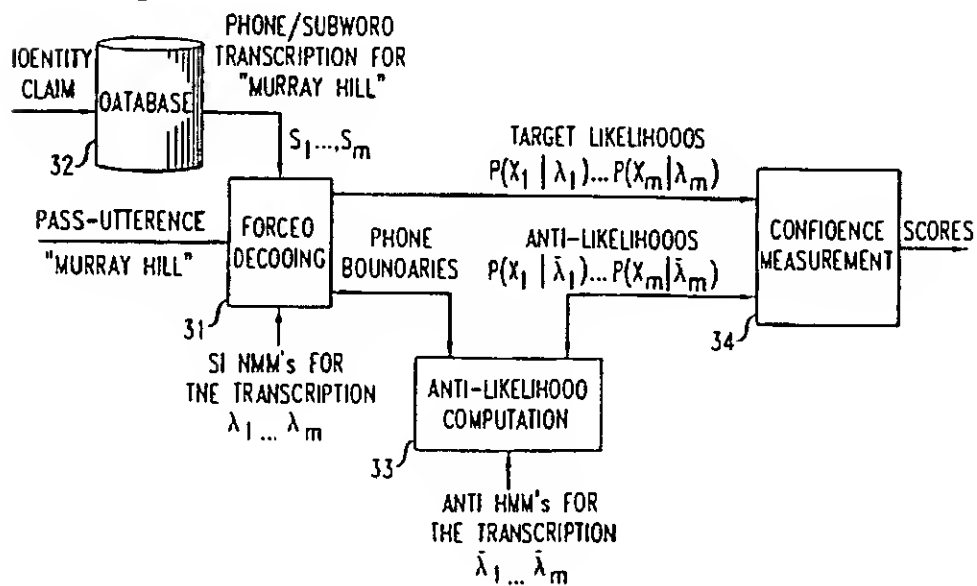 PHONE/SUBWORO
TRANSCRIPTION FOR
"MURRAY HILL"
IOENTITY
CLAIM
OATABASE
32
S1...,Sm
TARGET LIKELIHOOOS
P(X1 | λ1)... P(Xm|λm)
PASS-UTTERENCE
"MURRAY HILL"
FORCEO
OECOOING
31
PHONE
BOUNOARIES
ANTI-LIKELIHOOOS
P(X1 | λ̄1)... P(Xm|λ̄m)
CONFIOENCE
MEASUREMENT
SCORES
34
SI NMM's FOR
TNE TRANSCRIPTION
λ1 ... λm
ANTI-LIKELIHOOO
COMPUTATION
33
ANTI HMM's FOR
THE TRANSCRIPTION
λ̄1 ... λ̄m